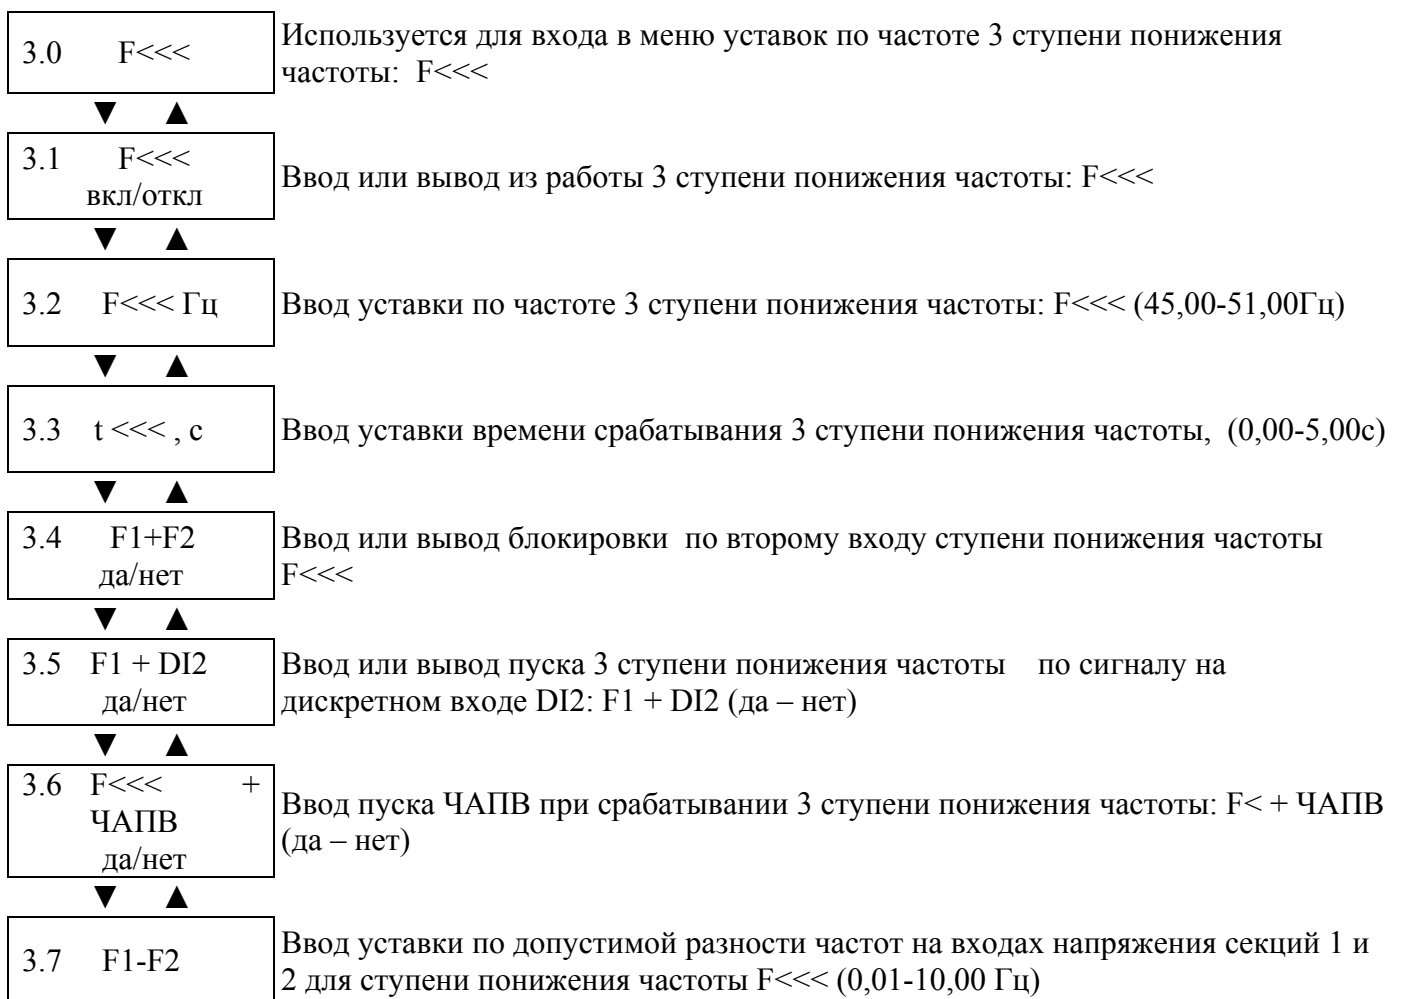 3.0 F<<<
Используется для входа в меню уставок по частоте 3 ступени понижения
частоты: F<<<
▼ ▲
3.1 F<<<
вкл/откл
Ввод или вывод из работы 3 ступени понижения частоты: F<<<
▼ ▲
3.2 F<<< Гц
Ввод уставки по частоте 3 ступени понижения частоты: F<<< (45,00-51,00Гц)
▼ ▲
3.3 t <<< , с
Ввод уставки времени срабатывания 3 ступени понижения частоты, (0,00-5,00с)
▼ ▲
3.4 F1+F2
да/нет
Ввод или вывод блокировки по второму входу ступени понижения частоты
F<<<
▼ ▲
3.5 F1 + DI2
да/нет
Ввод или вывод пуска 3 ступени понижения частоты по сигналу на
дискретном входе DI2: F1 + DI2 (да – нет)
▼ ▲
3.6 F<<< +
ЧАПВ
да/нет
Ввод пуска ЧАПВ при срабатывании 3 ступени понижения частоты: F< + ЧАПВ
(да – нет)
▼ ▲
3.7 F1-F2
Ввод уставки по допустимой разности частот на входах напряжения секций 1 и
2 для ступени понижения частоты F<<< (0,01-10,00 Гц)